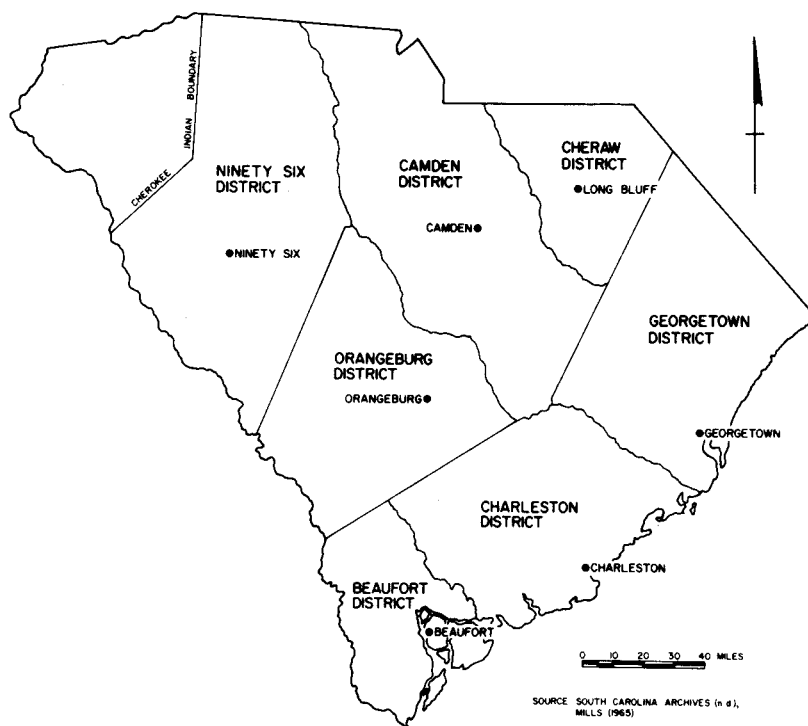 CHEROKEE INDIAN BOUNDARY
NINETY SIX
DISTRICT
NINETY SIX
CAMDEN
DISTRICT
CAMDEN
CHERAW
DISTRICT
LONG BLUFF
GEORGETOWN
DISTRICT
GEORGETOWN
ORANGEBURG
DISTRICT
ORANGEBURG
CHARLESTON
DISTRICT
CHARLESTON
BEAUFORT
DISTRICT
BEAUFORT
0 10 20 30 40 MILES
SOURCE SOUTH CAROLINA ARCHIVES (n d),
MILLS (1965)